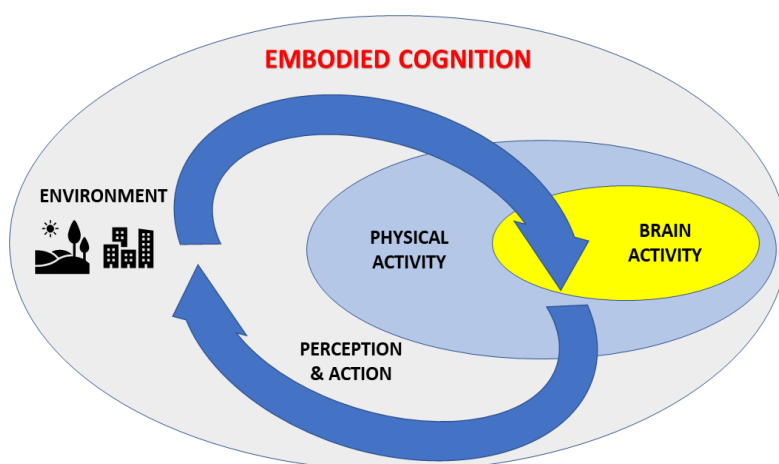 EMBODIED COGNITION
ENVIRONMENT
PHYSICAL
ACTIVITY
BRAIN
ACTIVITY
PERCEPTION
& ACTION